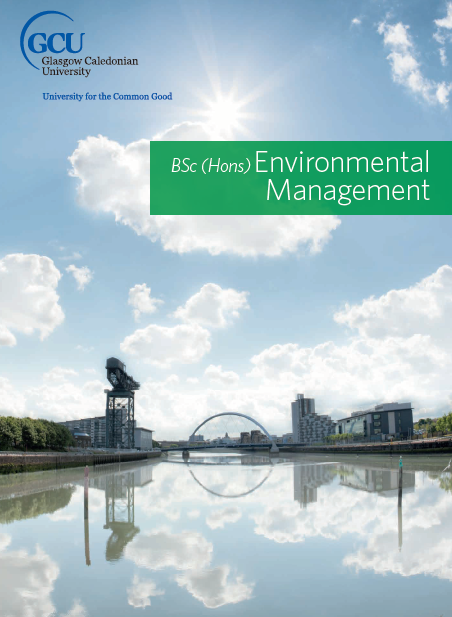 GCU
Glasgow Caledonian
University
University for the Common Good
BSc (Hons) Environmental
Management